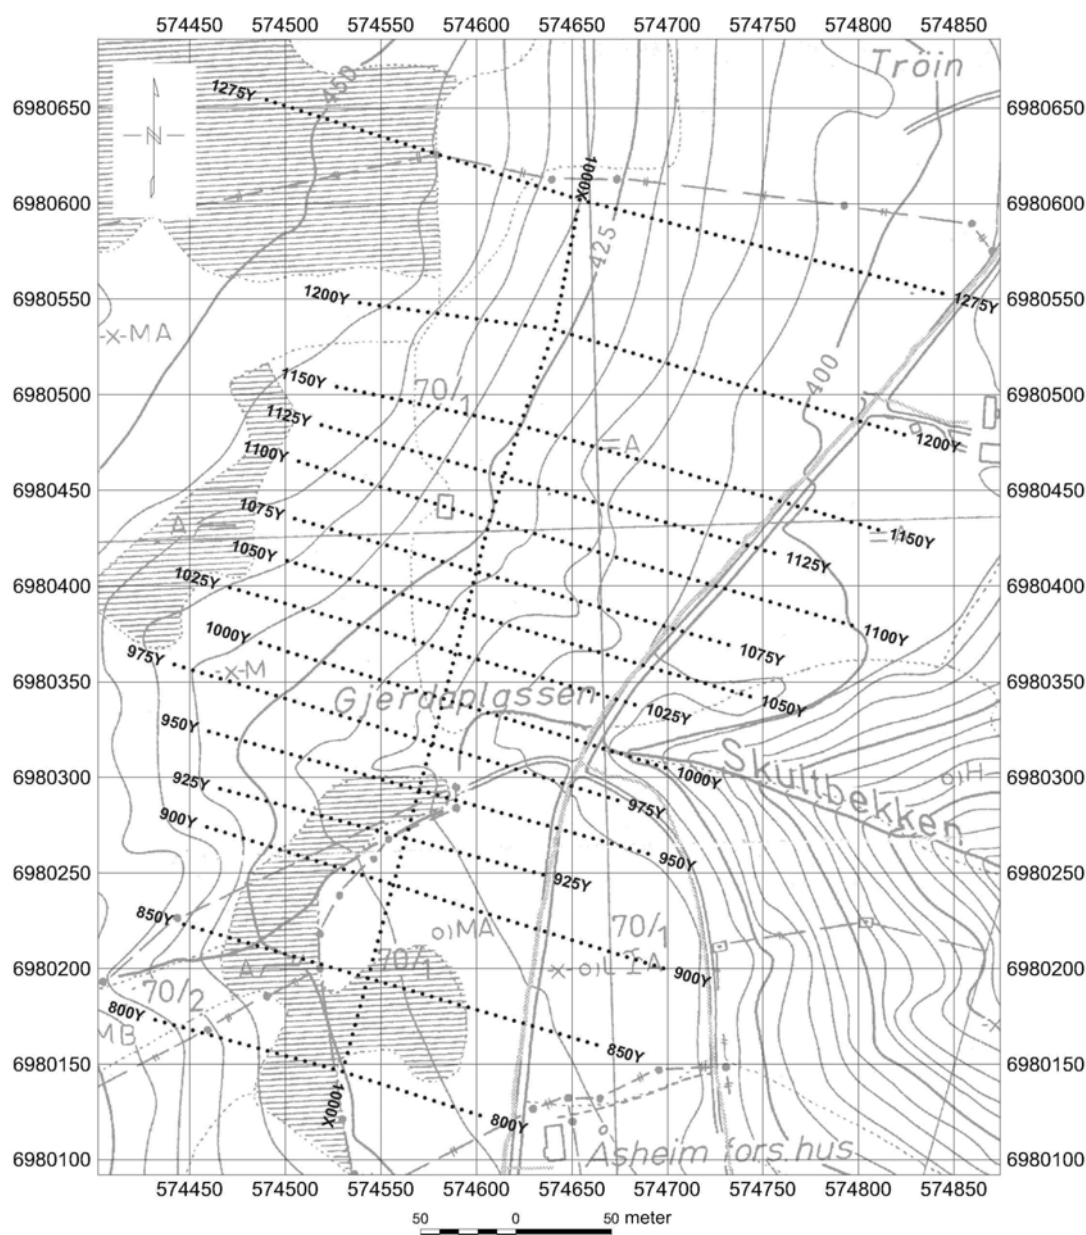 574450 574500 574550 574600 574650 574700 574750 574800 574850
Tröin
1275Y
450
6980650 6980650
N
1000X
6980600 6980600
425
1200Y
6980550 1275Y 6980550
-x-MA
400
1150Y
70/1
6980500 6980500
1125Y
1200Y
A
1100Y
6980450 6980450
1075Y
A
1150Y
1050Y
1125Y
1025Y
6980400 6980400
1000Y
1100Y
975Y
1075Y
x-M
6980350 6980350
Gjerdaplassen
1050Y
950Y
1025Y
Skultbekken
6980300 1000Y 6980300
925Y
H
975Y
900Y
950Y
6980250 925Y 6980250
850Y
MA
70/1
A
70/1
x-o)U IA
6980200 900Y 6980200
70/2
800Y
MB
850Y
6980150 6980150
1000X
800Y
Åsheim fors.hus
6980100 6980100
574450 574500 574550 574600 574650 574700 574750 574800 574850
50 0 50 meter